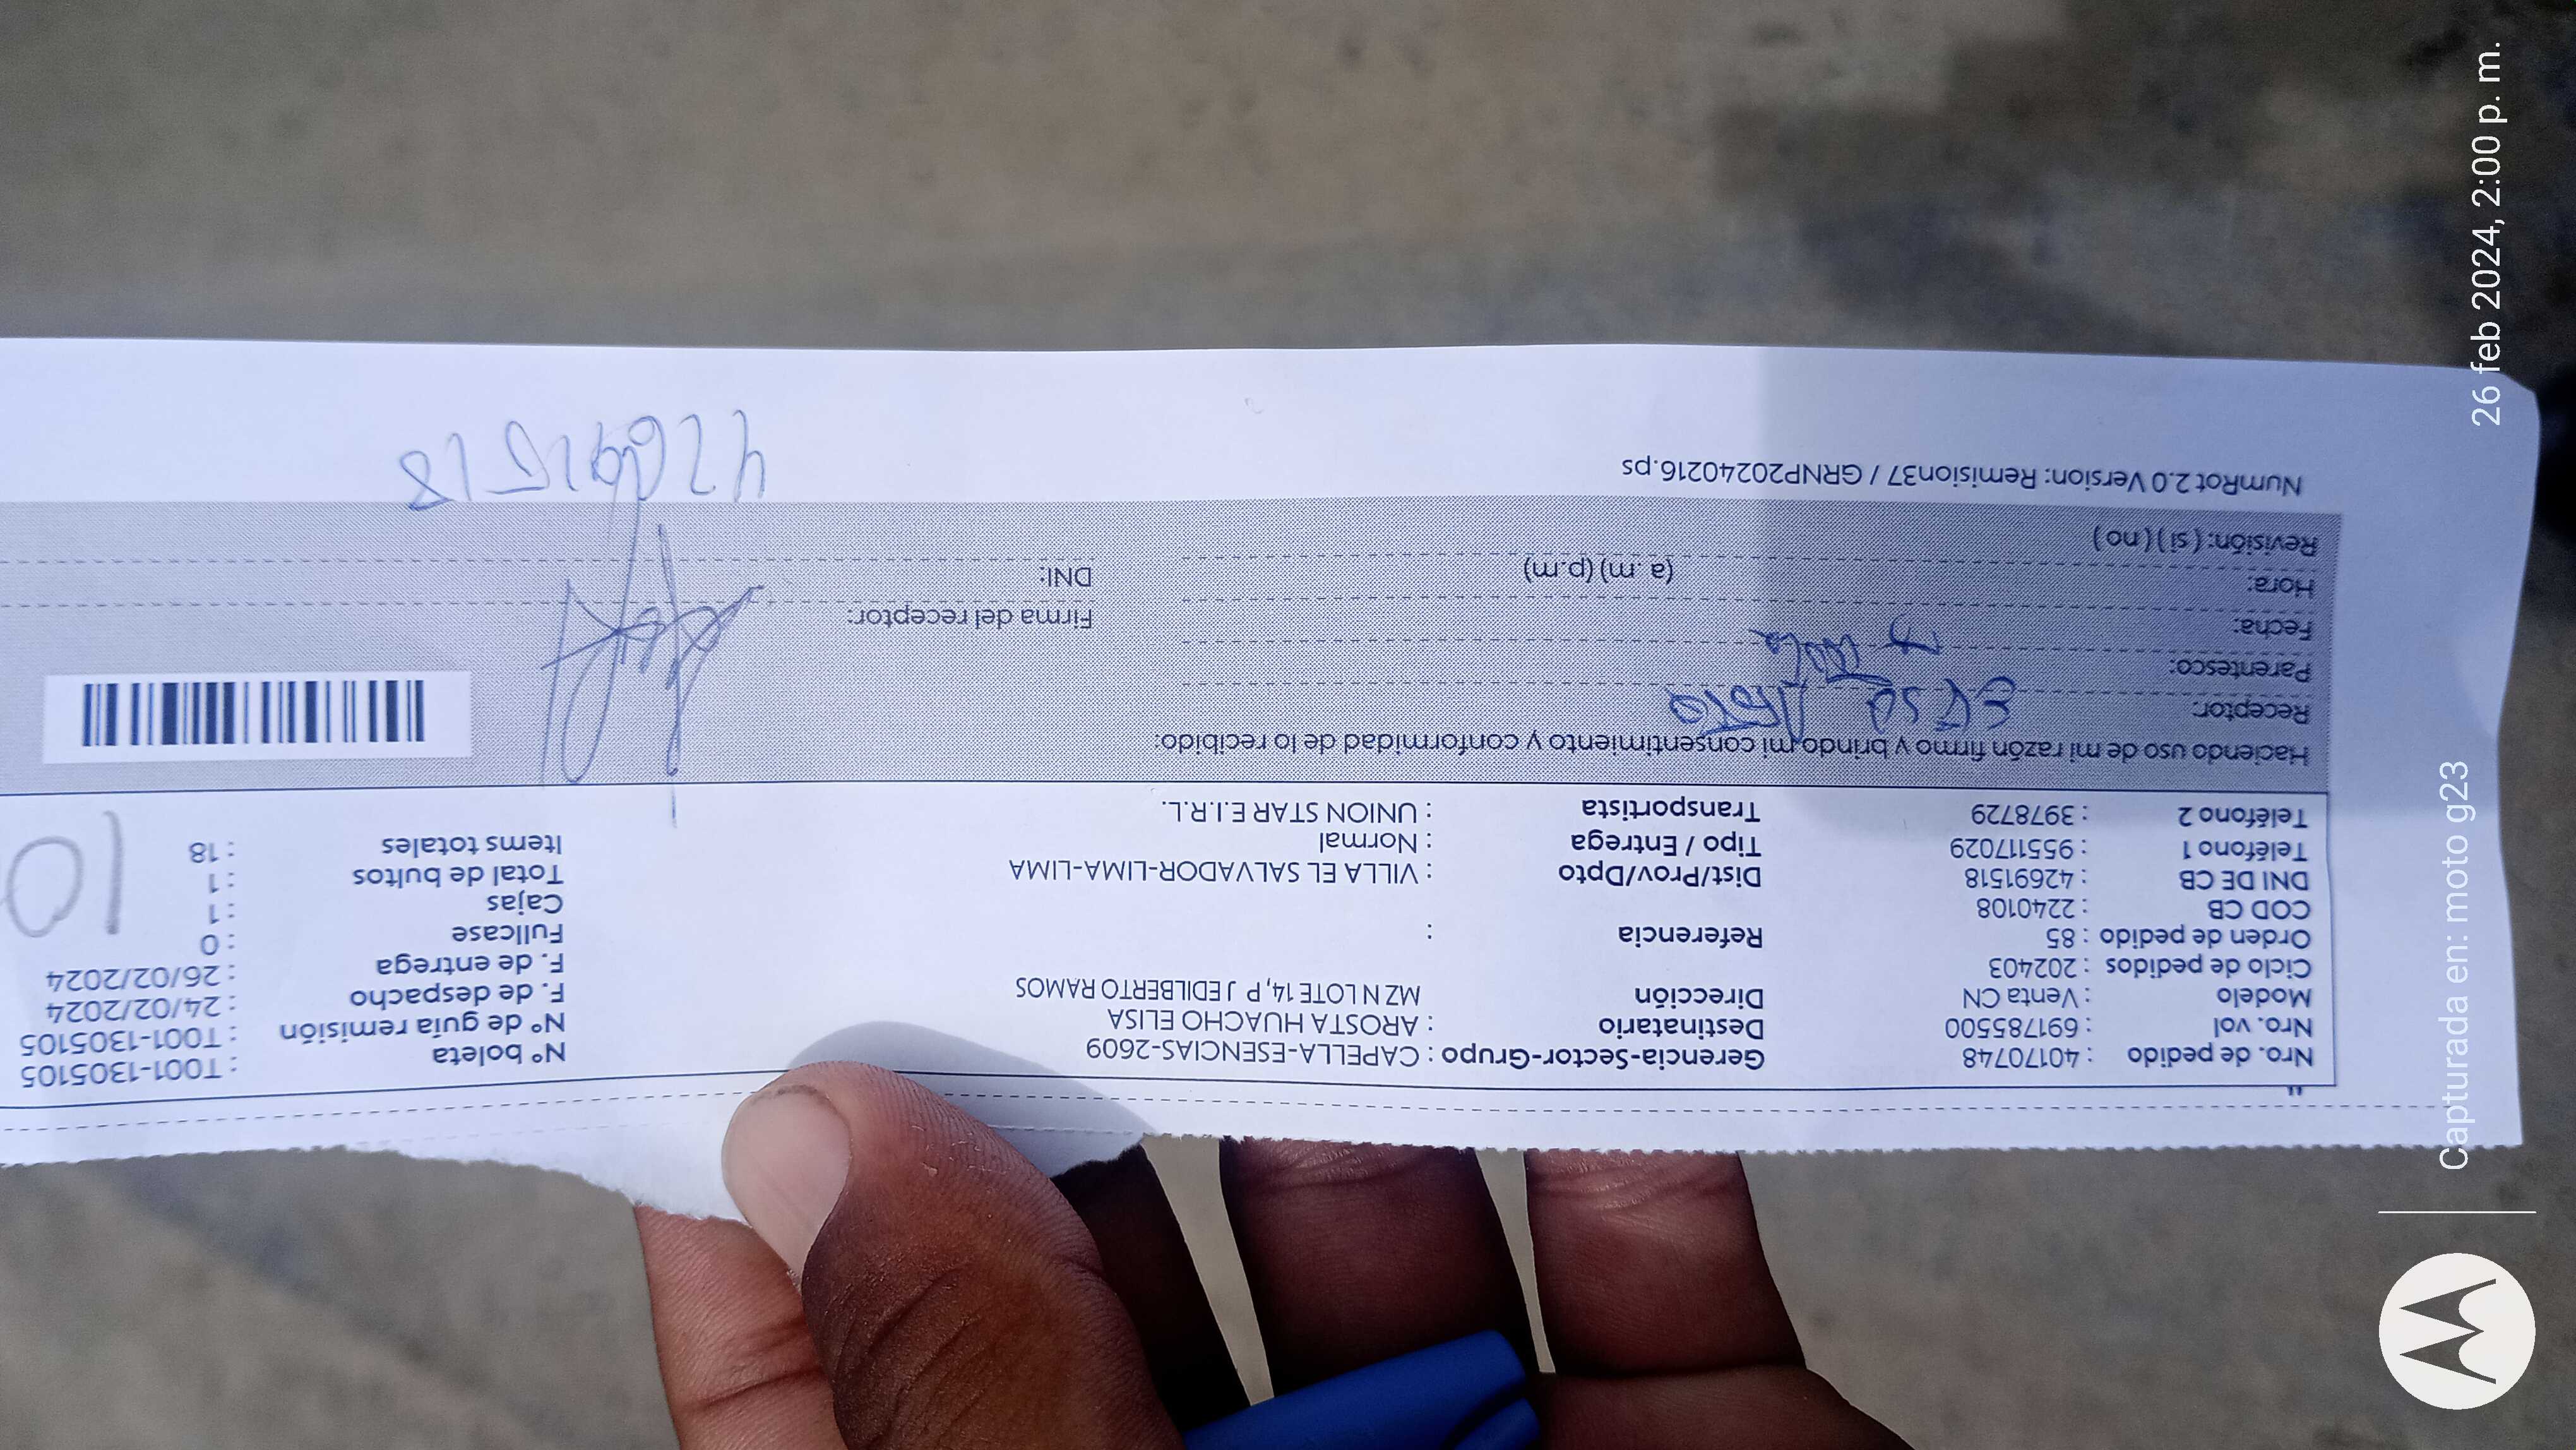 Nro. de pedido : 40170748 Gerencia-Sector-Grupo : CAPELLA-ESENCIAS-2609 N° boleta : T001-1305105
Nro. vol : 691785500 Destinatario : AROSTA HUACHO ELISA N° de guía remisión : T001-1305105
Modelo : Venta CN Dirección MZ N LOTE 14, P J EDILBERTO RAMOS F. de despacho : 24/02/2024
Ciclo de pedidos : 202403 F. de entrega : 26/02/2024
Orden de pedido : 85 Referencia : Fullcase : 0
COD CB : 2240108 Cajas : 1
DNI DE CB : 42691518 Dist/Prov/Dpto : VILLA EL SALVADOR-LIMA-LIMA Total de bultos : 1
Teléfono 1 : 955117029 Tipo / Entrega : Normal Items totales : 18
Teléfono 2 : 3978729 Transportista : UNION STAR E.I.R.L.
10
Haciendo uso de mi razón firmo y brindo mi consentimiento y conformidad de lo recibido:
Receptor:
Parentesco:
Fecha: Firma del receptor:
Hora: (a .m) (p.m) DNI:
Revisión: ( si ) ( no )
42691518
NumRot 2.0 Version: Remision37 / GRNP20240216.ps
Capturada en: moto g23
26 feb 2024, 2:00 p. m.